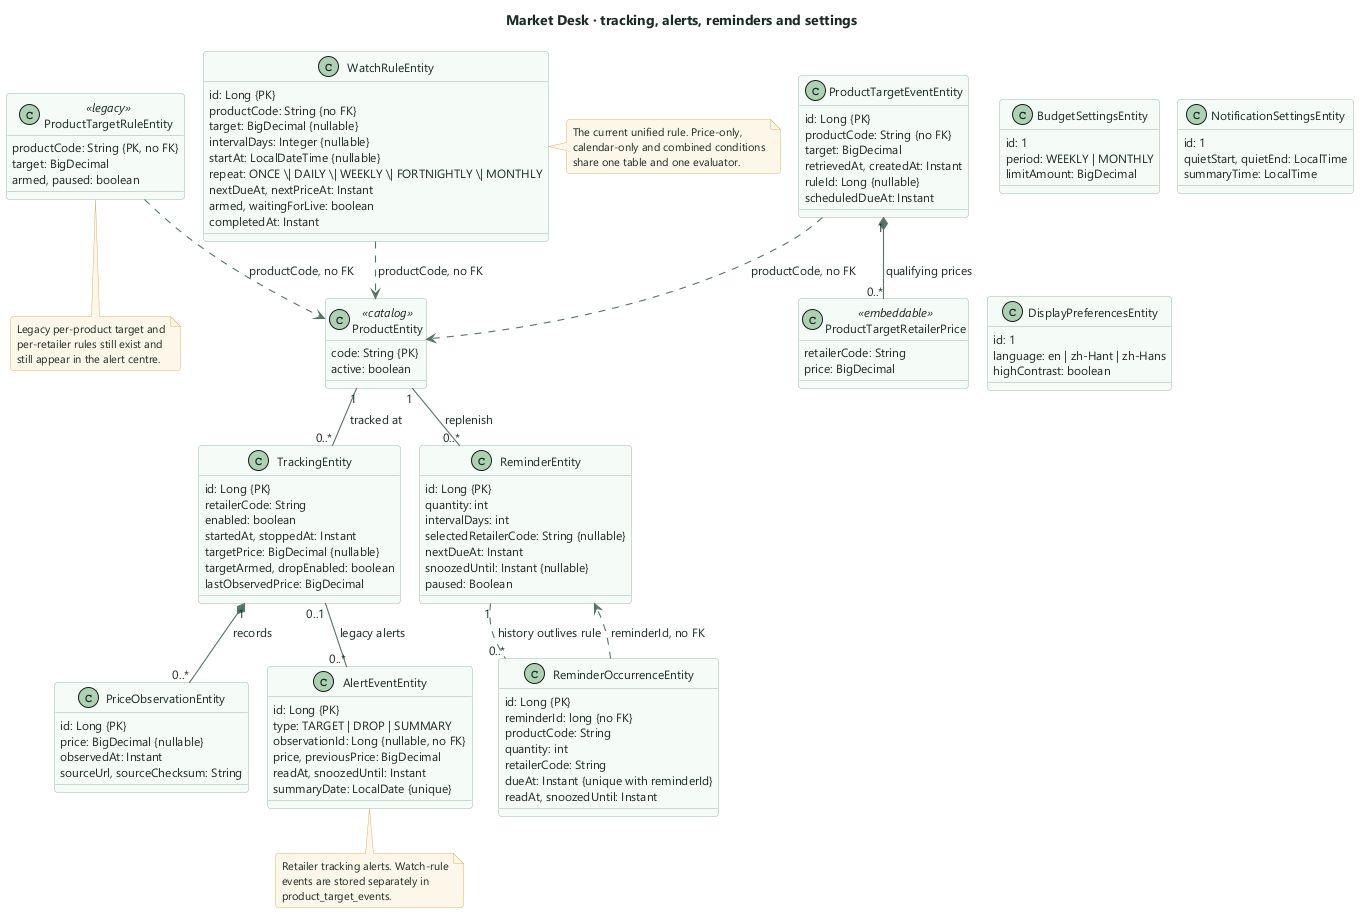 Market Desk · tracking, alerts, reminders and settings
C
«legacy»
ProductTargetRuleEntity
productCode: String {PK, no FK}
target: BigDecimal
armed, paused: boolean
C
WatchRuleEntity
id: Long {PK}
productCode: String {no FK}
target: BigDecimal {nullable}
intervalDays: Integer {nullable}
startAt: LocalDateTime {nullable}
repeat: ONCE \| DAILY \| WEEKLY \| FORTNIGHTLY \| MONTHLY
nextDueAt, nextPriceAt: Instant
armed, waitingForLive: boolean
completedAt: Instant
The current unified rule. Price-only,
calendar-only and combined conditions
share one table and one evaluator.
C
ProductTargetEventEntity
id: Long {PK}
productCode: String {no FK}
target: BigDecimal
retrievedAt, createdAt: Instant
ruleId: Long {nullable}
scheduledDueAt: Instant
C
BudgetSettingsEntity
id: 1
period: WEEKLY | MONTHLY
limitAmount: BigDecimal
C
NotificationSettingsEntity
id: 1
quietStart, quietEnd: LocalTime
summaryTime: LocalTime
productCode, no FK
productCode, no FK
productCode, no FK
1
qualifying prices
0..*
Legacy per-product target and
per-retailer rules still exist and
still appear in the alert centre.
C
«catalog»
ProductEntity
code: String {PK}
active: boolean
C
«embeddable»
ProductTargetRetailerPrice
retailerCode: String
price: BigDecimal
C
DisplayPreferencesEntity
id: 1
language: en | zh-Hant | zh-Hans
highContrast: boolean
1
tracked at
0..*
1
replenish
0..*
C
TrackingEntity
id: Long {PK}
retailerCode: String
enabled: boolean
startedAt, stoppedAt: Instant
targetPrice: BigDecimal {nullable}
targetArmed, dropEnabled: boolean
lastObservedPrice: BigDecimal
C
ReminderEntity
id: Long {PK}
quantity: int
intervalDays: int
selectedRetailerCode: String {nullable}
nextDueAt: Instant
snoozedUntil: Instant {nullable}
paused: Boolean
1
records
0..*
0..1
legacy alerts
0..*
1
history outlives rule
0..*
reminderId, no FK
C
PriceObservationEntity
id: Long {PK}
price: BigDecimal {nullable}
observedAt: Instant
sourceUrl, sourceChecksum: String
C
AlertEventEntity
id: Long {PK}
type: TARGET | DROP | SUMMARY
observationId: Long {nullable, no FK}
price, previousPrice: BigDecimal
readAt, snoozedUntil: Instant
summaryDate: LocalDate {unique}
C
ReminderOccurrenceEntity
id: Long {PK}
reminderId: long {no FK}
productCode: String
quantity: int
retailerCode: String
dueAt: Instant {unique with reminderId}
readAt, snoozedUntil: Instant
Retailer tracking alerts. Watch-rule
events are stored separately in
product_target_events.